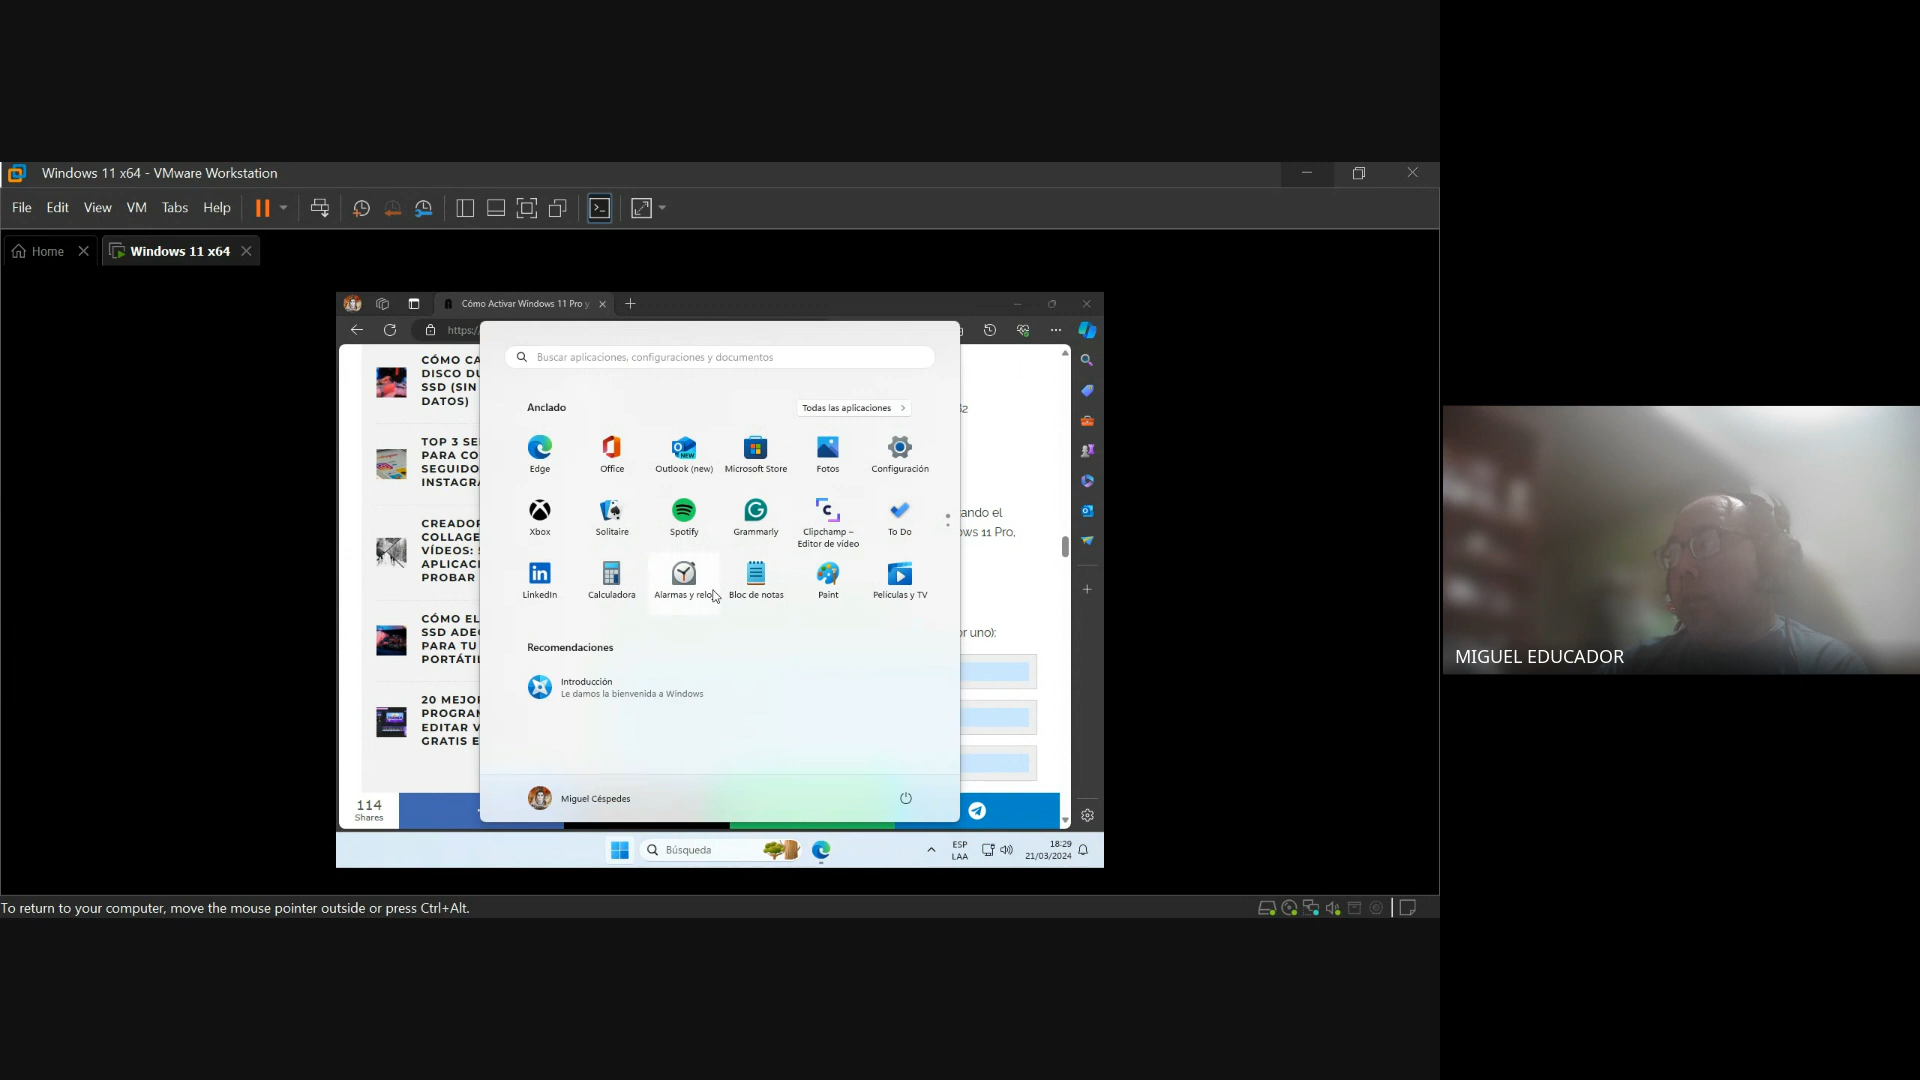 Windows 11 x64 - VMware Workstation
File Edit View VM Tabs Help
Home
Windows 11 x64
Cómo Activar Windows 11 Pro y
https:/
CÓMO CA
DISCO DU
SSD (SIN
DATOS)
TOP 3 SE
PARA CO
SEGUIDO
INSTAGRA
CREADOR
COLLAGE
VÍDEOS:
APLICACI
PROBAR
CÓMO EL
SSD ADE
PARA TU
PORTÁTIL
20 MEJO
PROGRAM
EDITAR V
GRATIS E
114
Shares
Buscar aplicaciones, configuraciones y documentos
Anclado
Todas las aplicaciones
Edge
Office
Outlook (new)
Microsoft Store
Fotos
Configuración
Xbox
Solitaire
Spotify
Grammarly
Clipchamp –
Editor de vídeo
To Do
LinkedIn
Calculadora
Alarmas y reloj
Bloc de notas
Paint
Películas y TV
Recomendaciones
Introducción
Le damos la bienvenida a Windows
Miguel Céspedes
ando el
ows 11 Pro,
or uno):
Búsqueda
ESP
LAA
18:29
21/03/2024
To return to your computer, move the mouse pointer outside or press Ctrl+Alt.
MIGUEL EDUCADOR